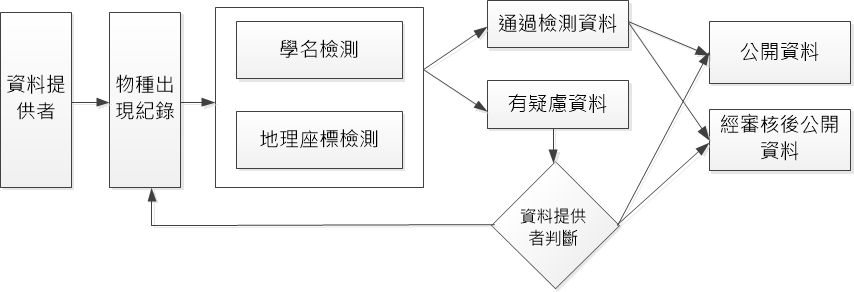 資料提
供者
物種出
現紀錄
學名檢測
地理座標檢測
通過檢測資料
有疑慮資料
資料提供
者判斷
公開資料
經審核後公開
資料